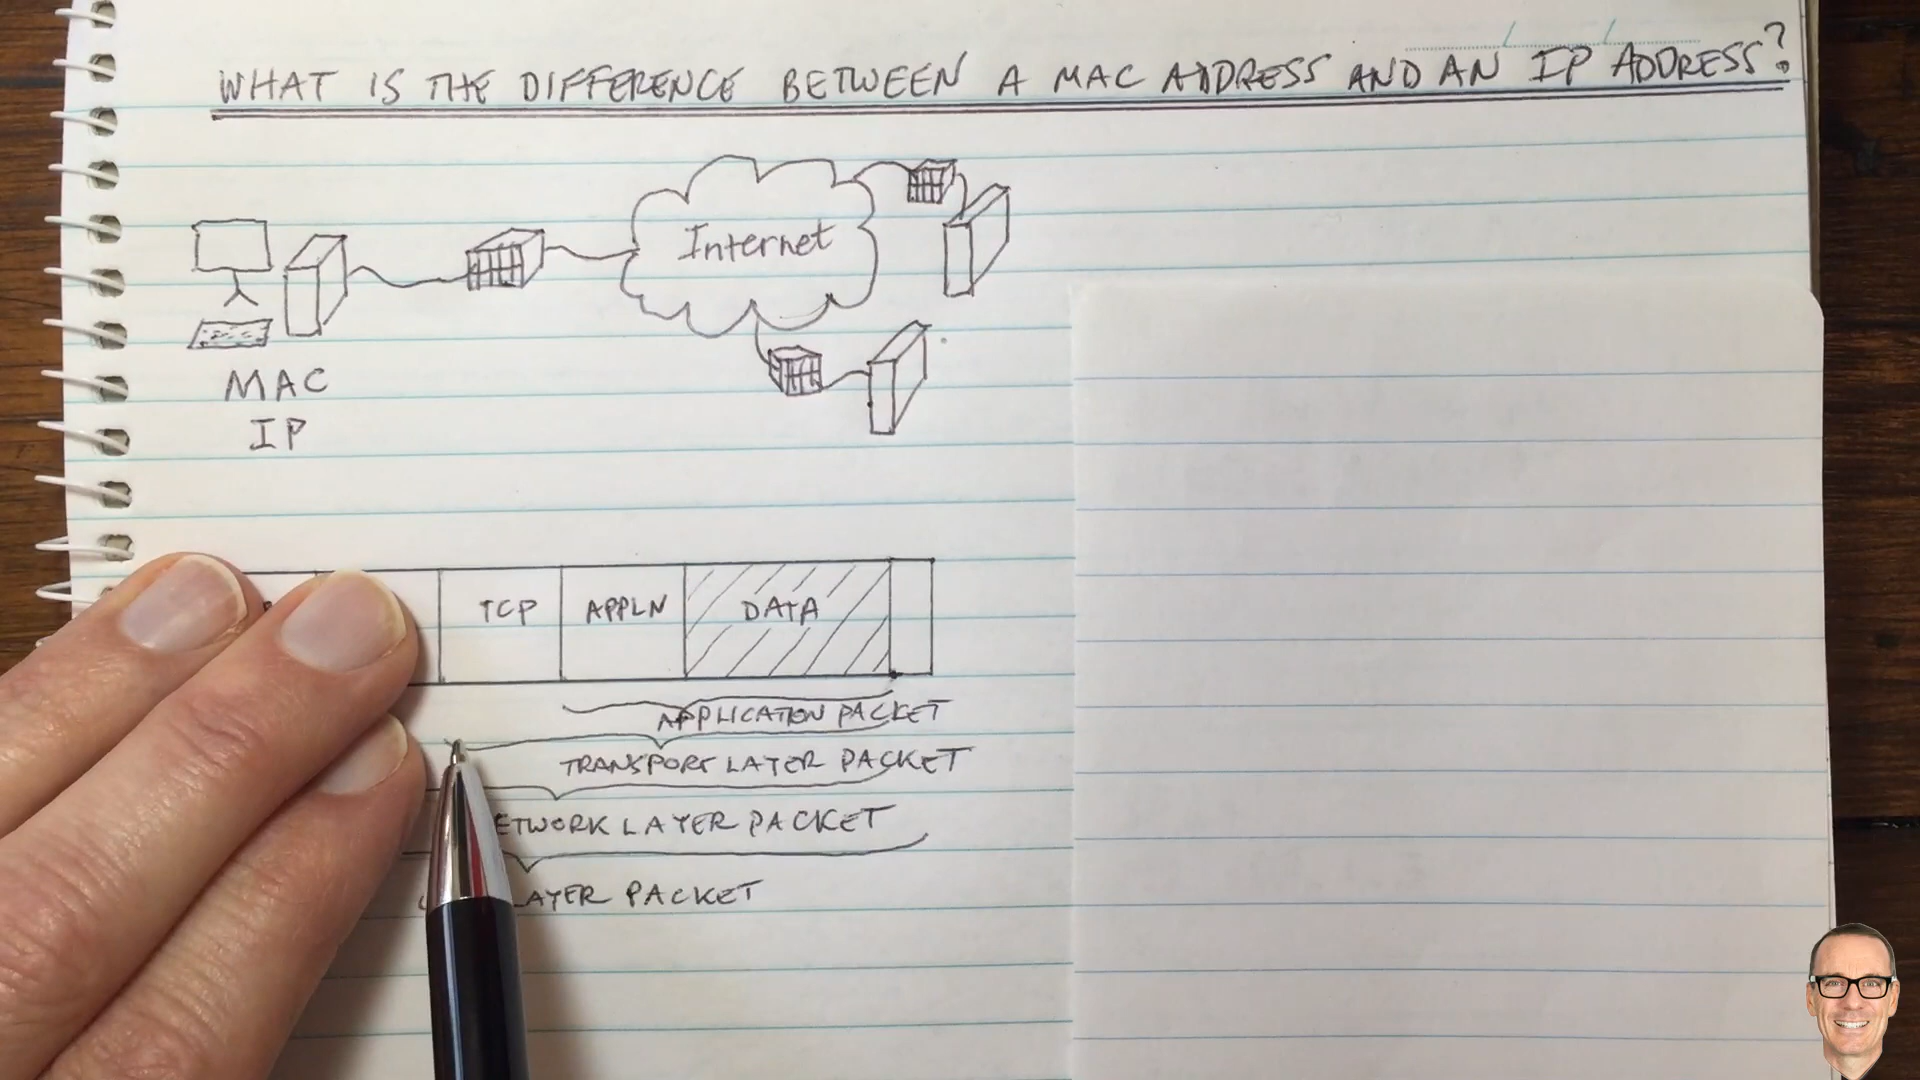 WHAT IS THE DIFFERENCE BETWEEN A MAC ADDRESS AND AN IP ADDRESS?
Internet
MAC
IP
TCP APPLN DATA
APPLICATION PACKET
TRANSPORT LAYER PACKET
ETWORK LAYER PACKET
LAYER PACKET